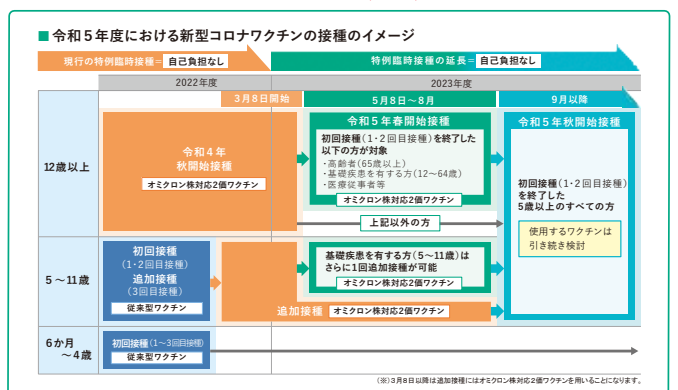 ■令和5年度における新型コロナワクチンの接種のイメージ
現行の特例臨時接種=自己負担なし
特例臨時接種の延長=自己負担なし
2022年度
2023年度
3月8日開始
5月8日～8月
9月以降
12歳以上
令和4年
秋開始接種
オミクロン株対応2価ワクチン
令和5年春開始接種
初回接種(1・2回目接種)を終了した
以下の方が対象
・高齢者(65歳以上)
・基礎疾患を有する方(12～64歳)
・医療従事者等
オミクロン株対応2価ワクチン
上記以外の方
令和5年秋開始接種
初回接種(1・2回目接種)
を終了した
5歳以上のすべての方
使用するワクチンは
引き続き検討
5～11歳
初回接種
(1・2回目接種)
追加接種
(3回目接種)
従来型ワクチン
基礎疾患を有する方(5～11歳)は
さらに1回追加接種が可能
オミクロン株対応2価ワクチン
追加接種 オミクロン株対応2価ワクチン
6か月
～4歳
初回接種(1～3回目接種)
従来型ワクチン
(※)3月8日以降は追加接種にはオミクロン株対応2価ワクチンを用いることになります。